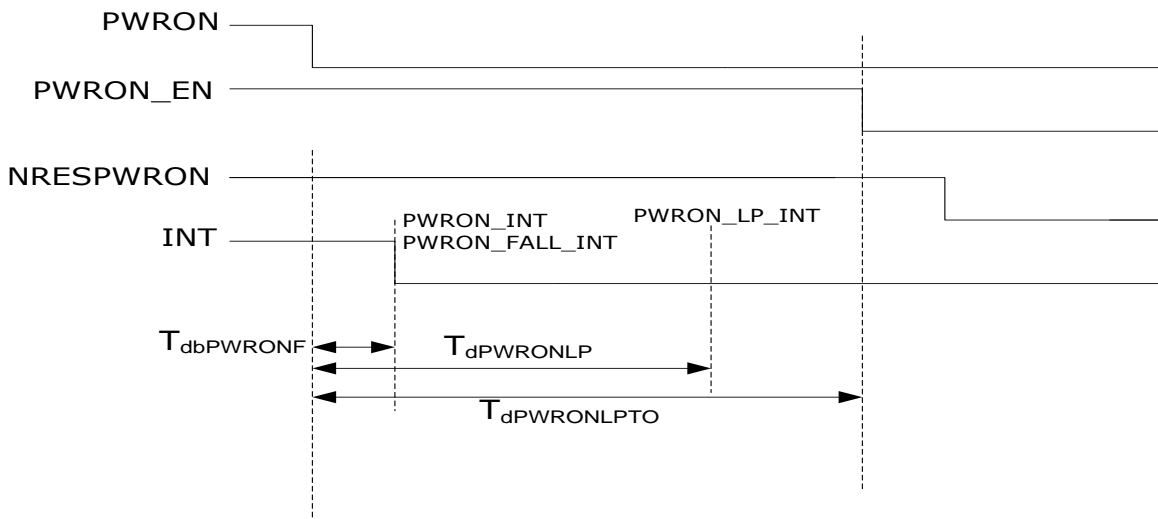 PWRON
PWRON_EN
NRESPWRON
PWRON_INT
PWRON_LP_INT
INT
PWRON_FALL_INT
TdbPWRONF
TdPWRONLP
TdPWRONLPTO